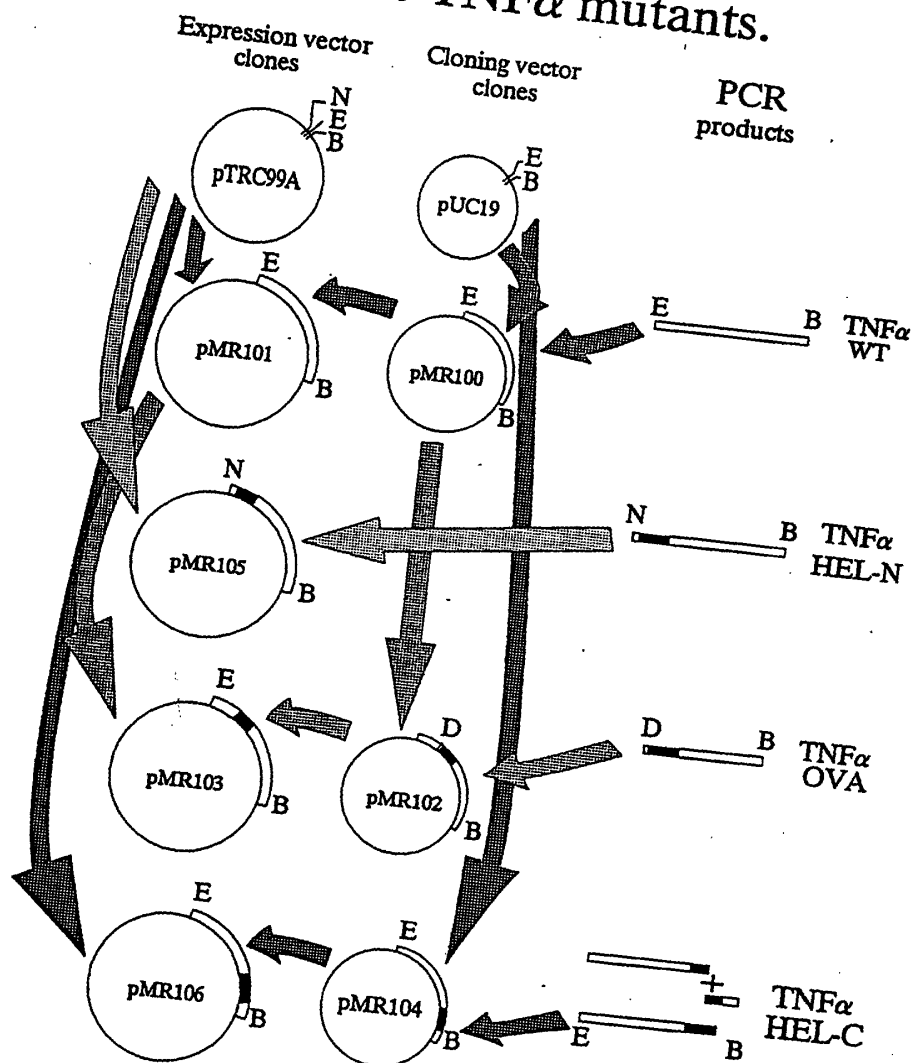 TNFα mutants.
Expression vector
clones
Cloning vector
clones
PCR
products
N
E
B
pTRC99A
E
B
pUC19
E
B
pMR101
E
B
pMR100
E
B
TNFα
WT
N
B
pMR105
N
B
TNFα
HEL-N
E
B
pMR103
D
B
pMR102
D
B
TNFα
OVA
E
B
pMR106
E
B
pMR104
+
E
B
TNFα
HEL-C